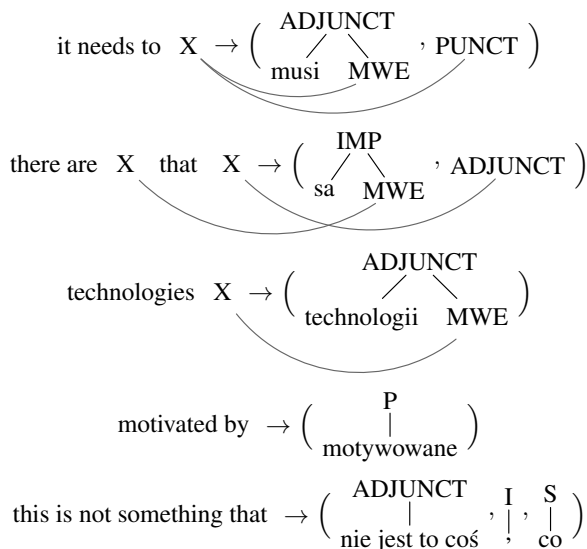 it needs to X → ( ADJUNCT , PUNCT )
musi MWE
there are X that X → ( IMP , ADJUNCT )
sa MWE
technologies X → ( ADJUNCT )
technologii MWE
motivated by → ( P )
motywowane
this is not something that → ( ADJUNCT , I , S )
nie jest to coś , co